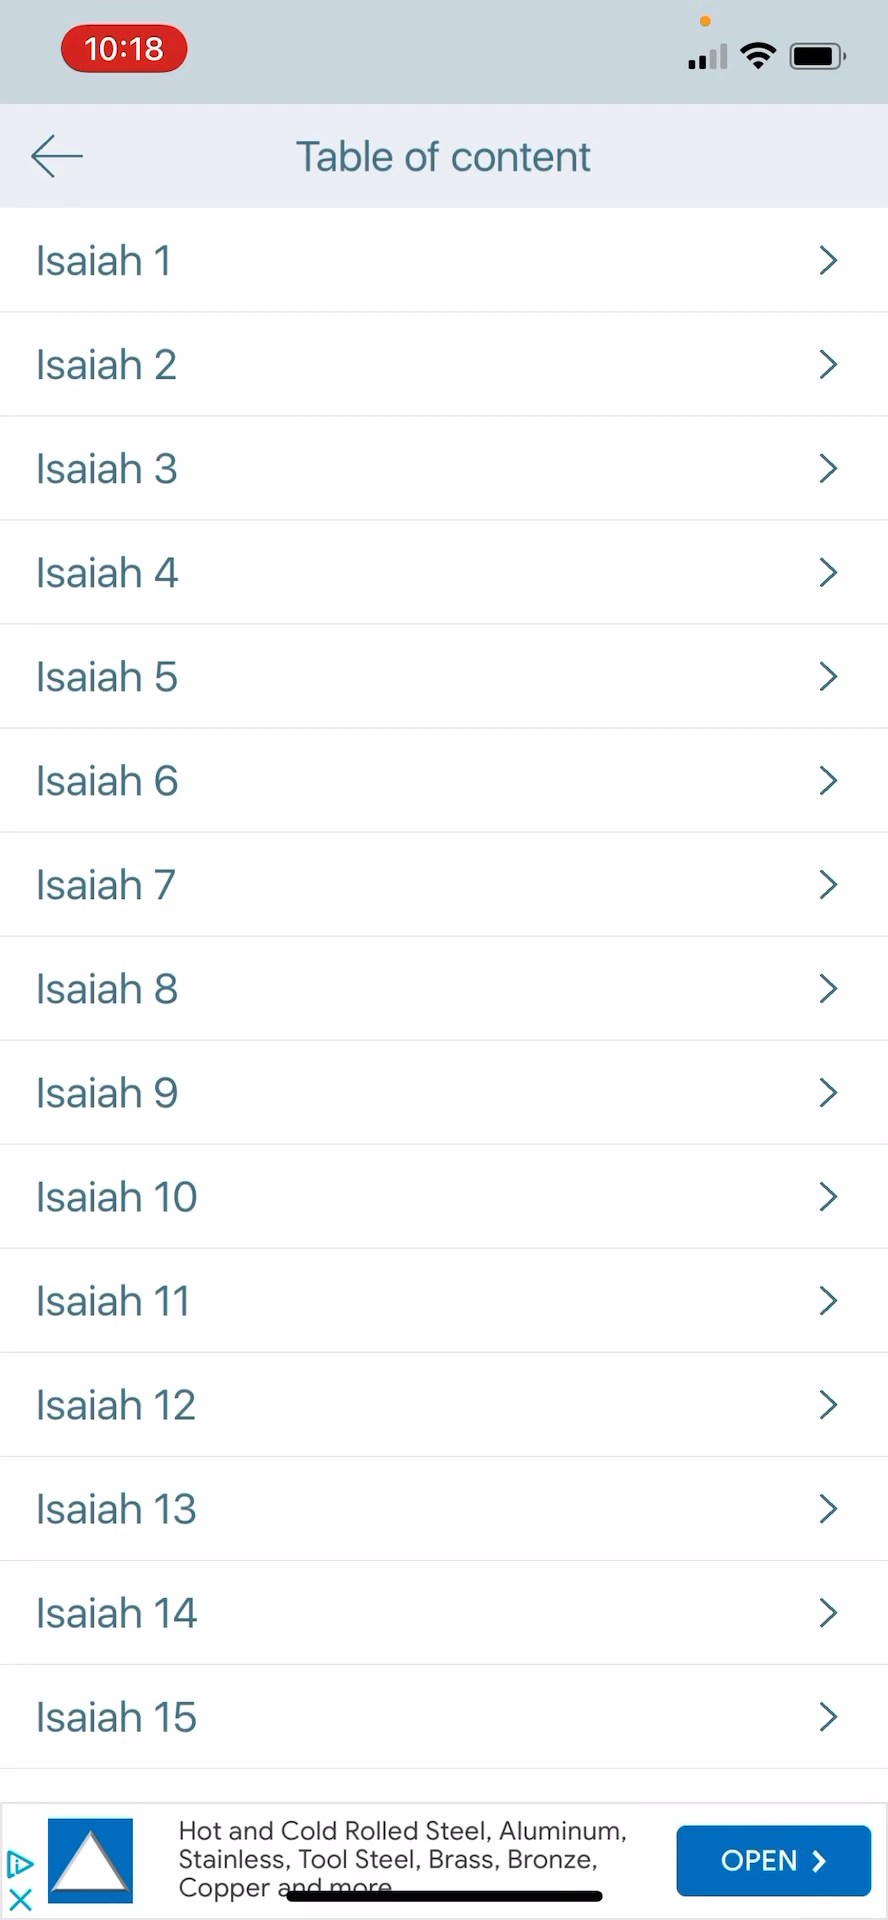 10:18
Table of content
Isaiah 1
Isaiah 2
Isaiah 3
Isaiah 4
Isaiah 5
Isaiah 6
Isaiah 7
Isaiah 8
Isaiah 9
Isaiah 10
Isaiah 11
Isaiah 12
Isaiah 13
Isaiah 14
Isaiah 15
Hot and Cold Rolled Steel, Aluminum,
Stainless, Tool Steel, Brass, Bronze,
Copper and more
OPEN